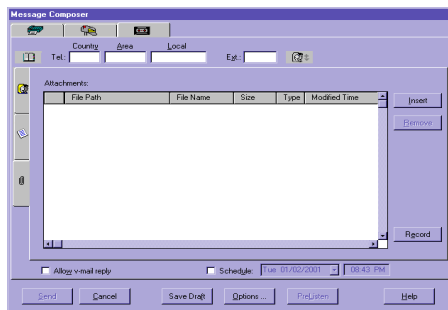 Message Composer
Country Area Local
Tel.: Ext.:
Attachments:
File Path File Name Size Type Modified Time
Insert
Remove
Record
Allow v-mail reply Schedule: Tue 01/02/2001 08:43 PM
Send Cancel Save Draft Options ... PreListen Help